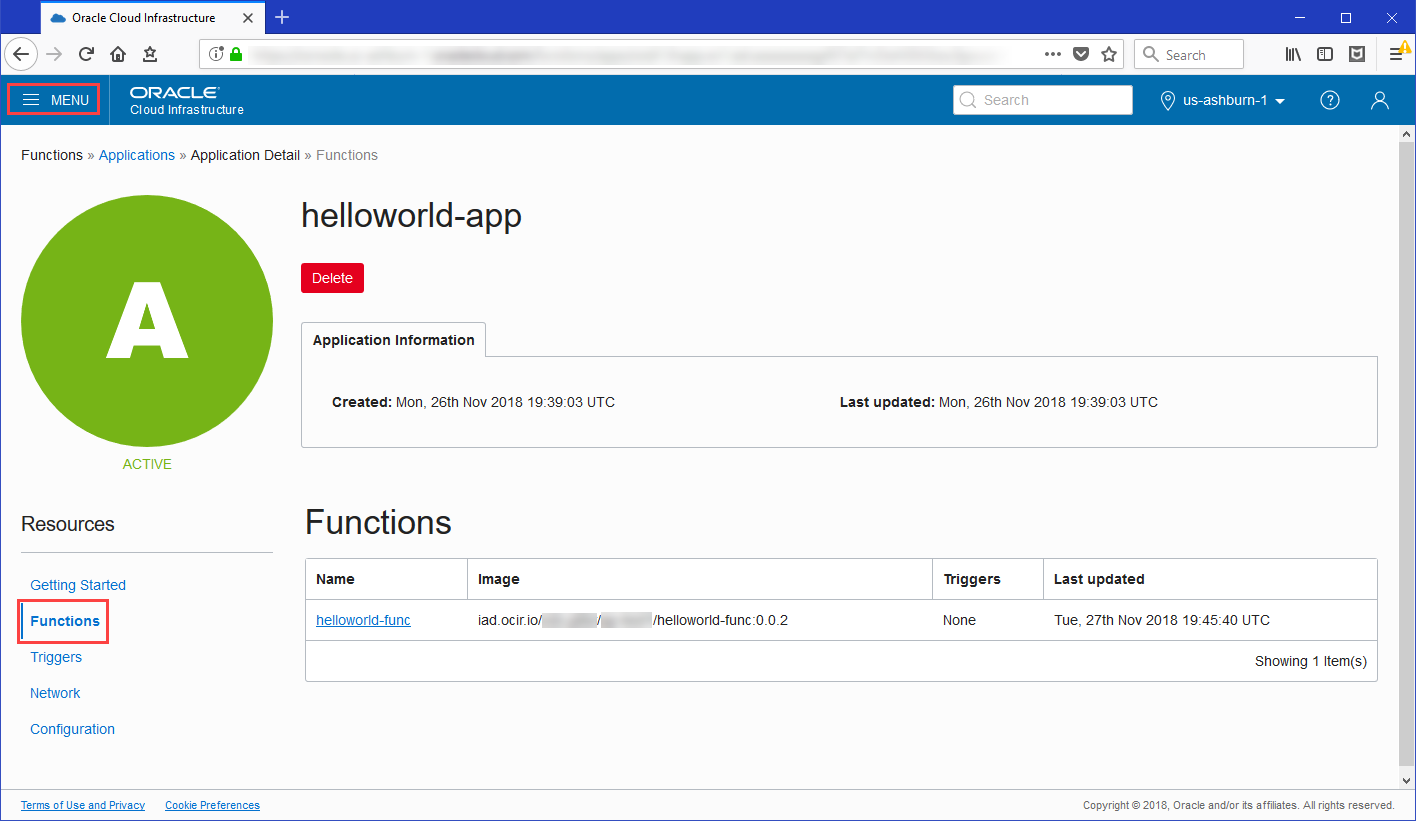 Oracle Cloud Infrastructure
Search
MENU
ORACLE
Cloud Infrastructure
Search
us-ashburn-1
Functions » Applications » Application Detail » Functions
A
ACTIVE
helloworld-app
Delete
Application Information
Created: Mon, 26th Nov 2018 19:39:03 UTC
Last updated: Mon, 26th Nov 2018 19:39:03 UTC
Resources
Getting Started
Functions
Triggers
Network
Configuration
Functions
Name Image Triggers Last updated
helloworld-func iad.ocir.io/ / /helloworld-func:0.0.2 None Tue, 27th Nov 2018 19:45:40 UTC
Showing 1 Item(s)
Terms of Use and Privacy Cookie Preferences Copyright © 2018, Oracle and/or its affiliates. All rights reserved.